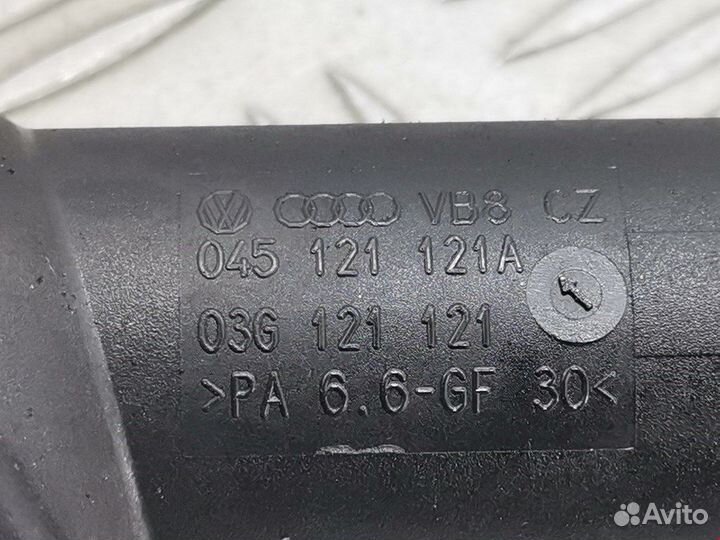 VB8 CZ
045 121 121A
03G 121 121
>PA 6.6-GF 30<
Avito